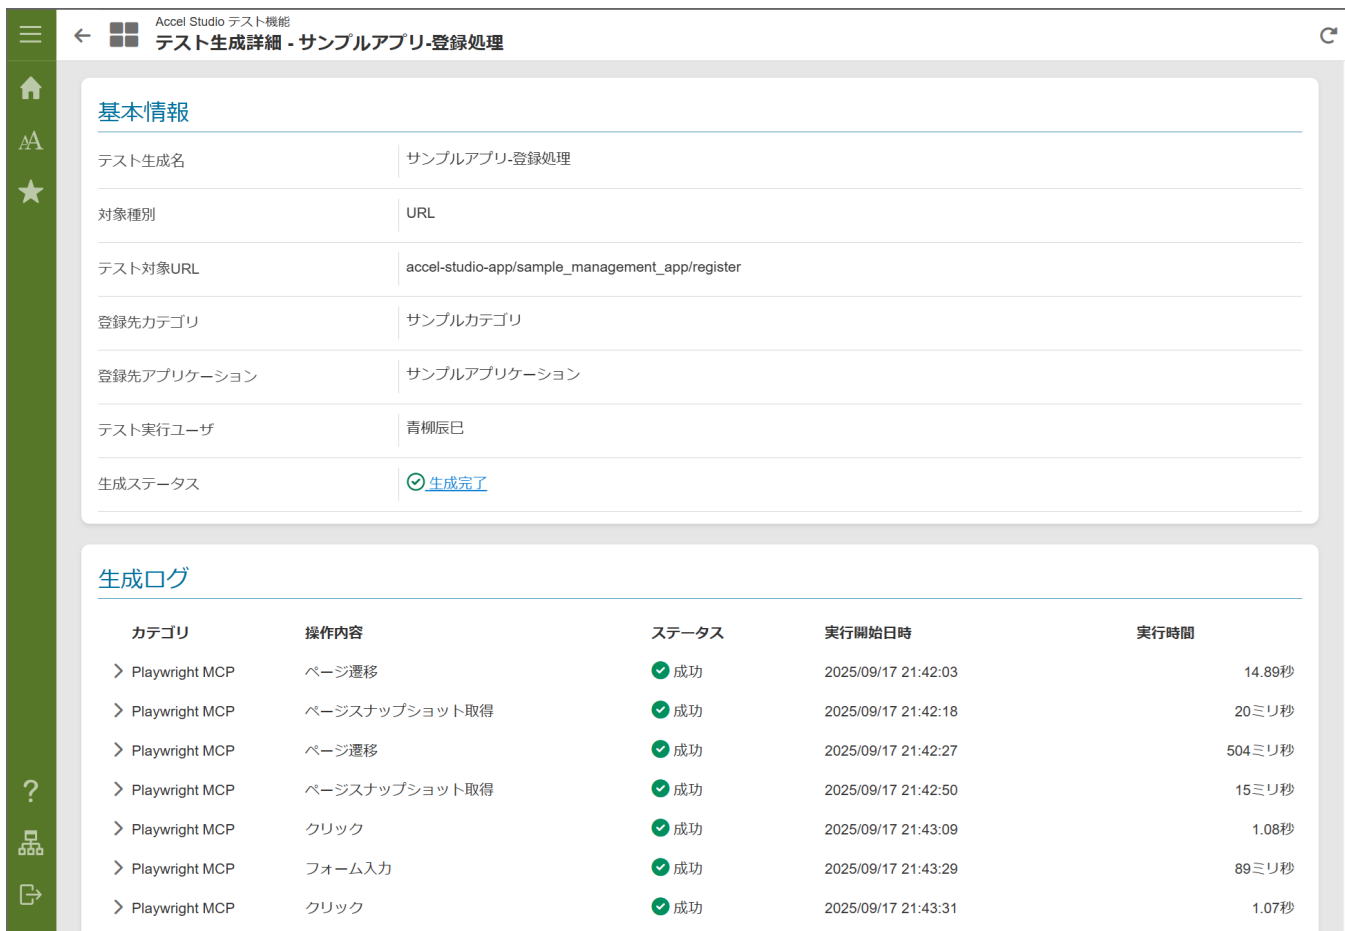 Accel Studio テスト機能
テスト生成詳細 - サンプルアプリ-登録処理
基本情報
テスト生成名 サンプルアプリ-登録処理
対象種別 URL
テスト対象URL accel-studio-app/sample_management_app/register
登録先カテゴリ サンプルカテゴリ
登録先アプリケーション サンプルアプリケーション
テスト実行ユーザ 青柳辰巳
生成ステータス 生成完了
生成ログ
カテゴリ 操作内容 ステータス 実行開始日時 実行時間
Playwright MCP ページ遷移 成功 2025/09/17 21:42:03 14.89秒
Playwright MCP ページスナップショット取得 成功 2025/09/17 21:42:18 20ミリ秒
Playwright MCP ページ遷移 成功 2025/09/17 21:42:27 504ミリ秒
Playwright MCP ページスナップショット取得 成功 2025/09/17 21:42:50 15ミリ秒
Playwright MCP クリック 成功 2025/09/17 21:43:09 1.08秒
Playwright MCP フォーム入力 成功 2025/09/17 21:43:29 89ミリ秒
Playwright MCP クリック 成功 2025/09/17 21:43:31 1.07秒